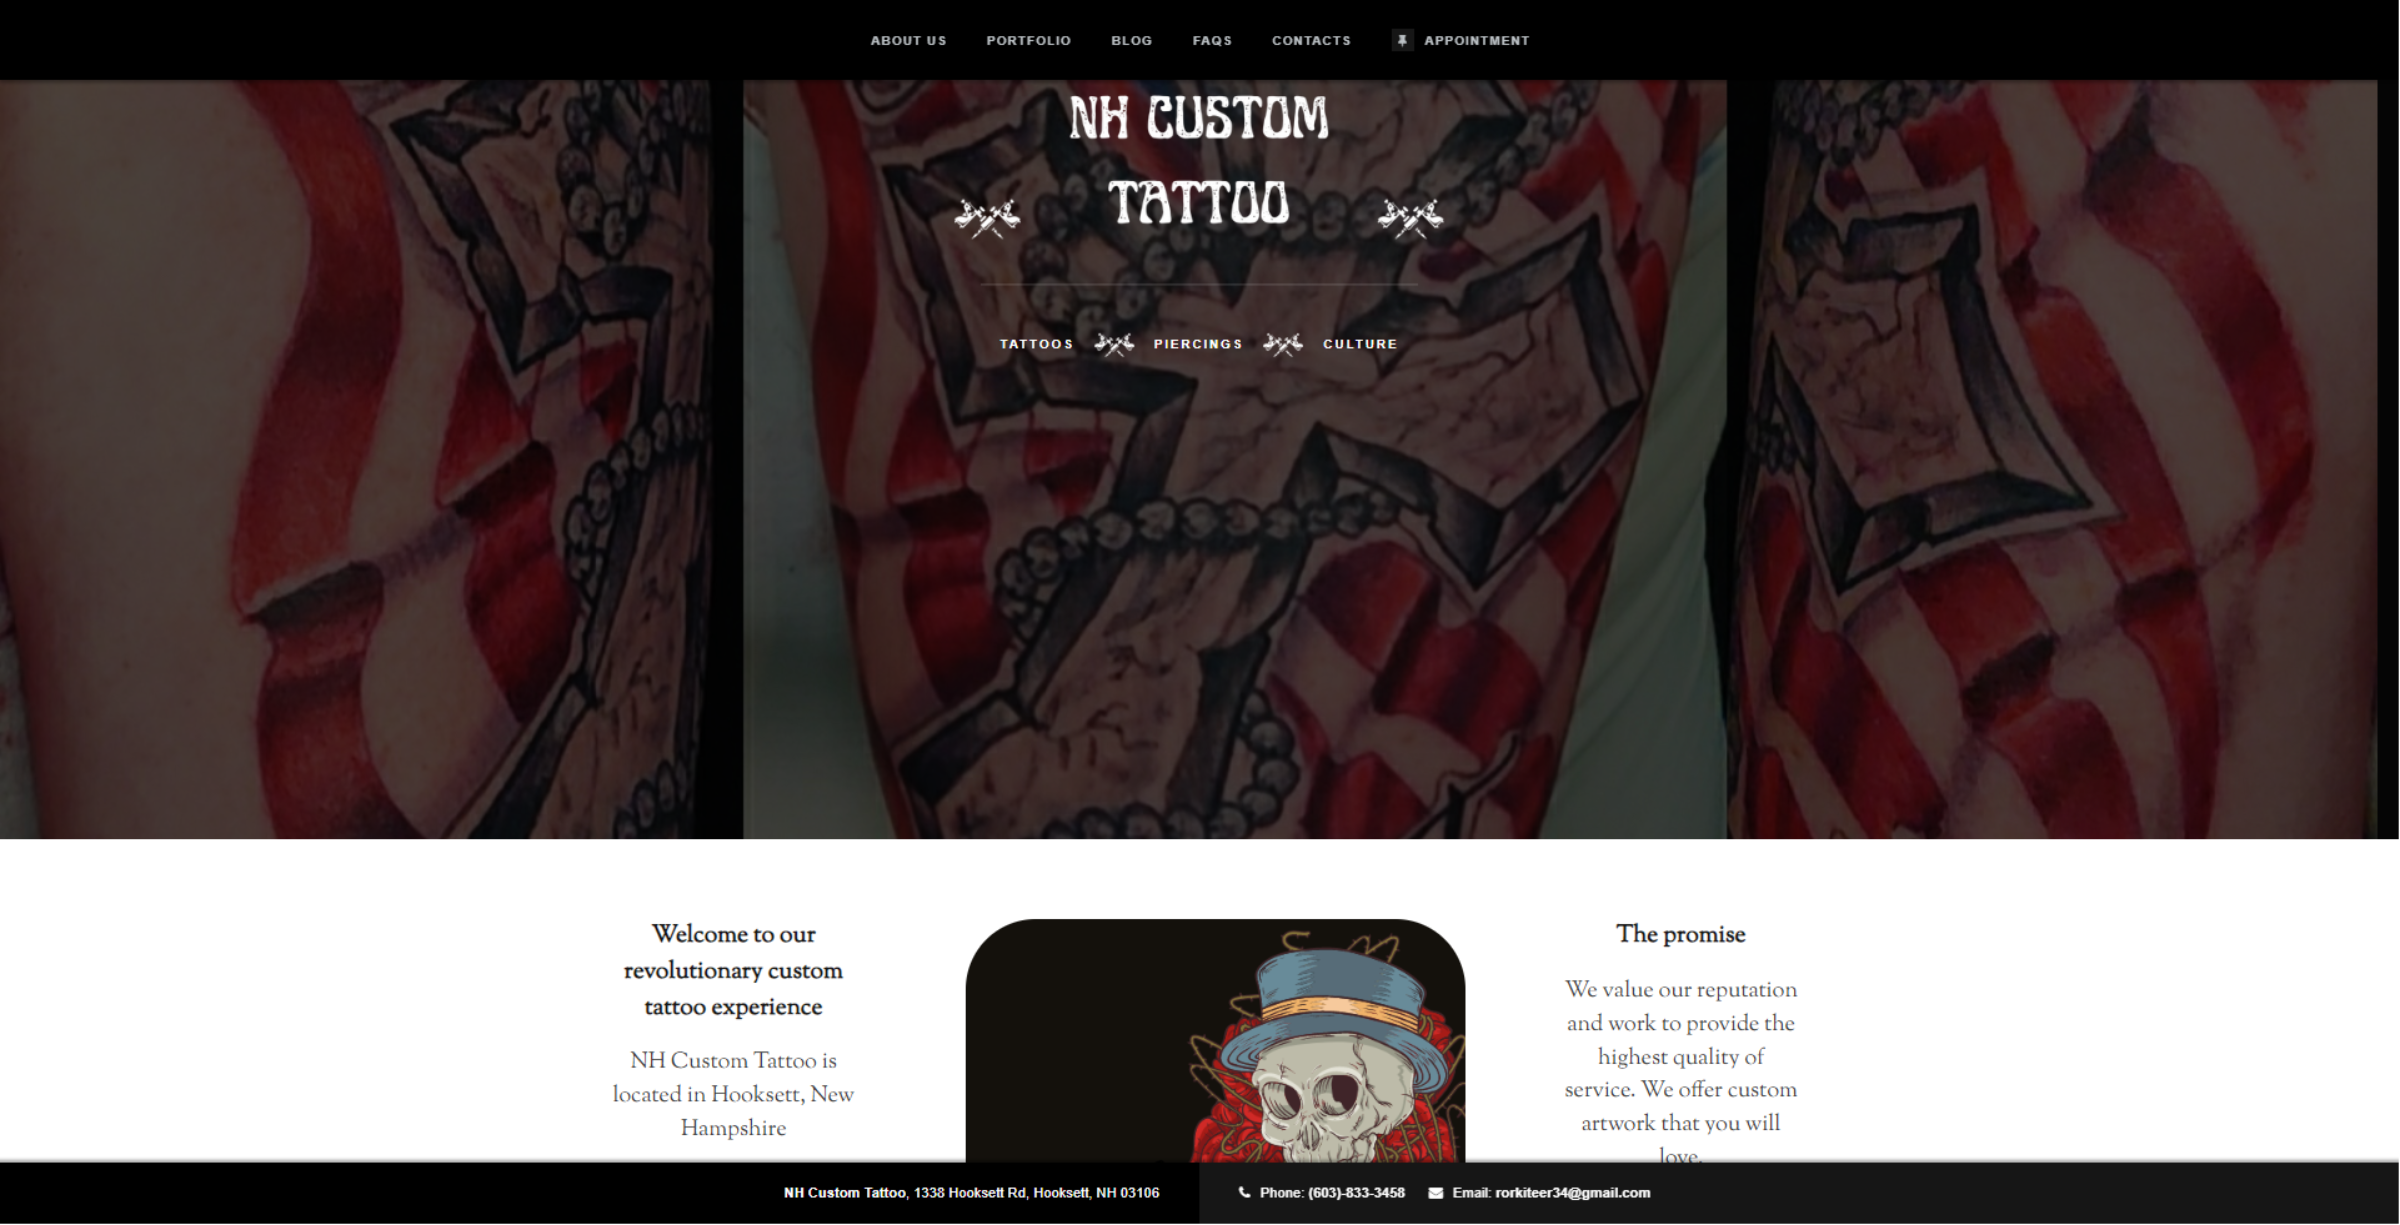 ABOUT US PORTFOLIO BLOG FAQS CONTACTS APPOINTMENT
NH CUSTOM
TATTOO
TATTOOS PIERCINGS CULTURE
Welcome to our
revolutionary custom
tattoo experience
NH Custom Tattoo is
located in Hooksett, New
Hampshire
The promise
We value our reputation
and work to provide the
highest quality of
service. We offer custom
artwork that you will
love.
NH Custom Tattoo, 1338 Hooksett Rd, Hooksett, NH 03106
Phone: (603)-833-3458 Email: rorkiteer34@gmail.com